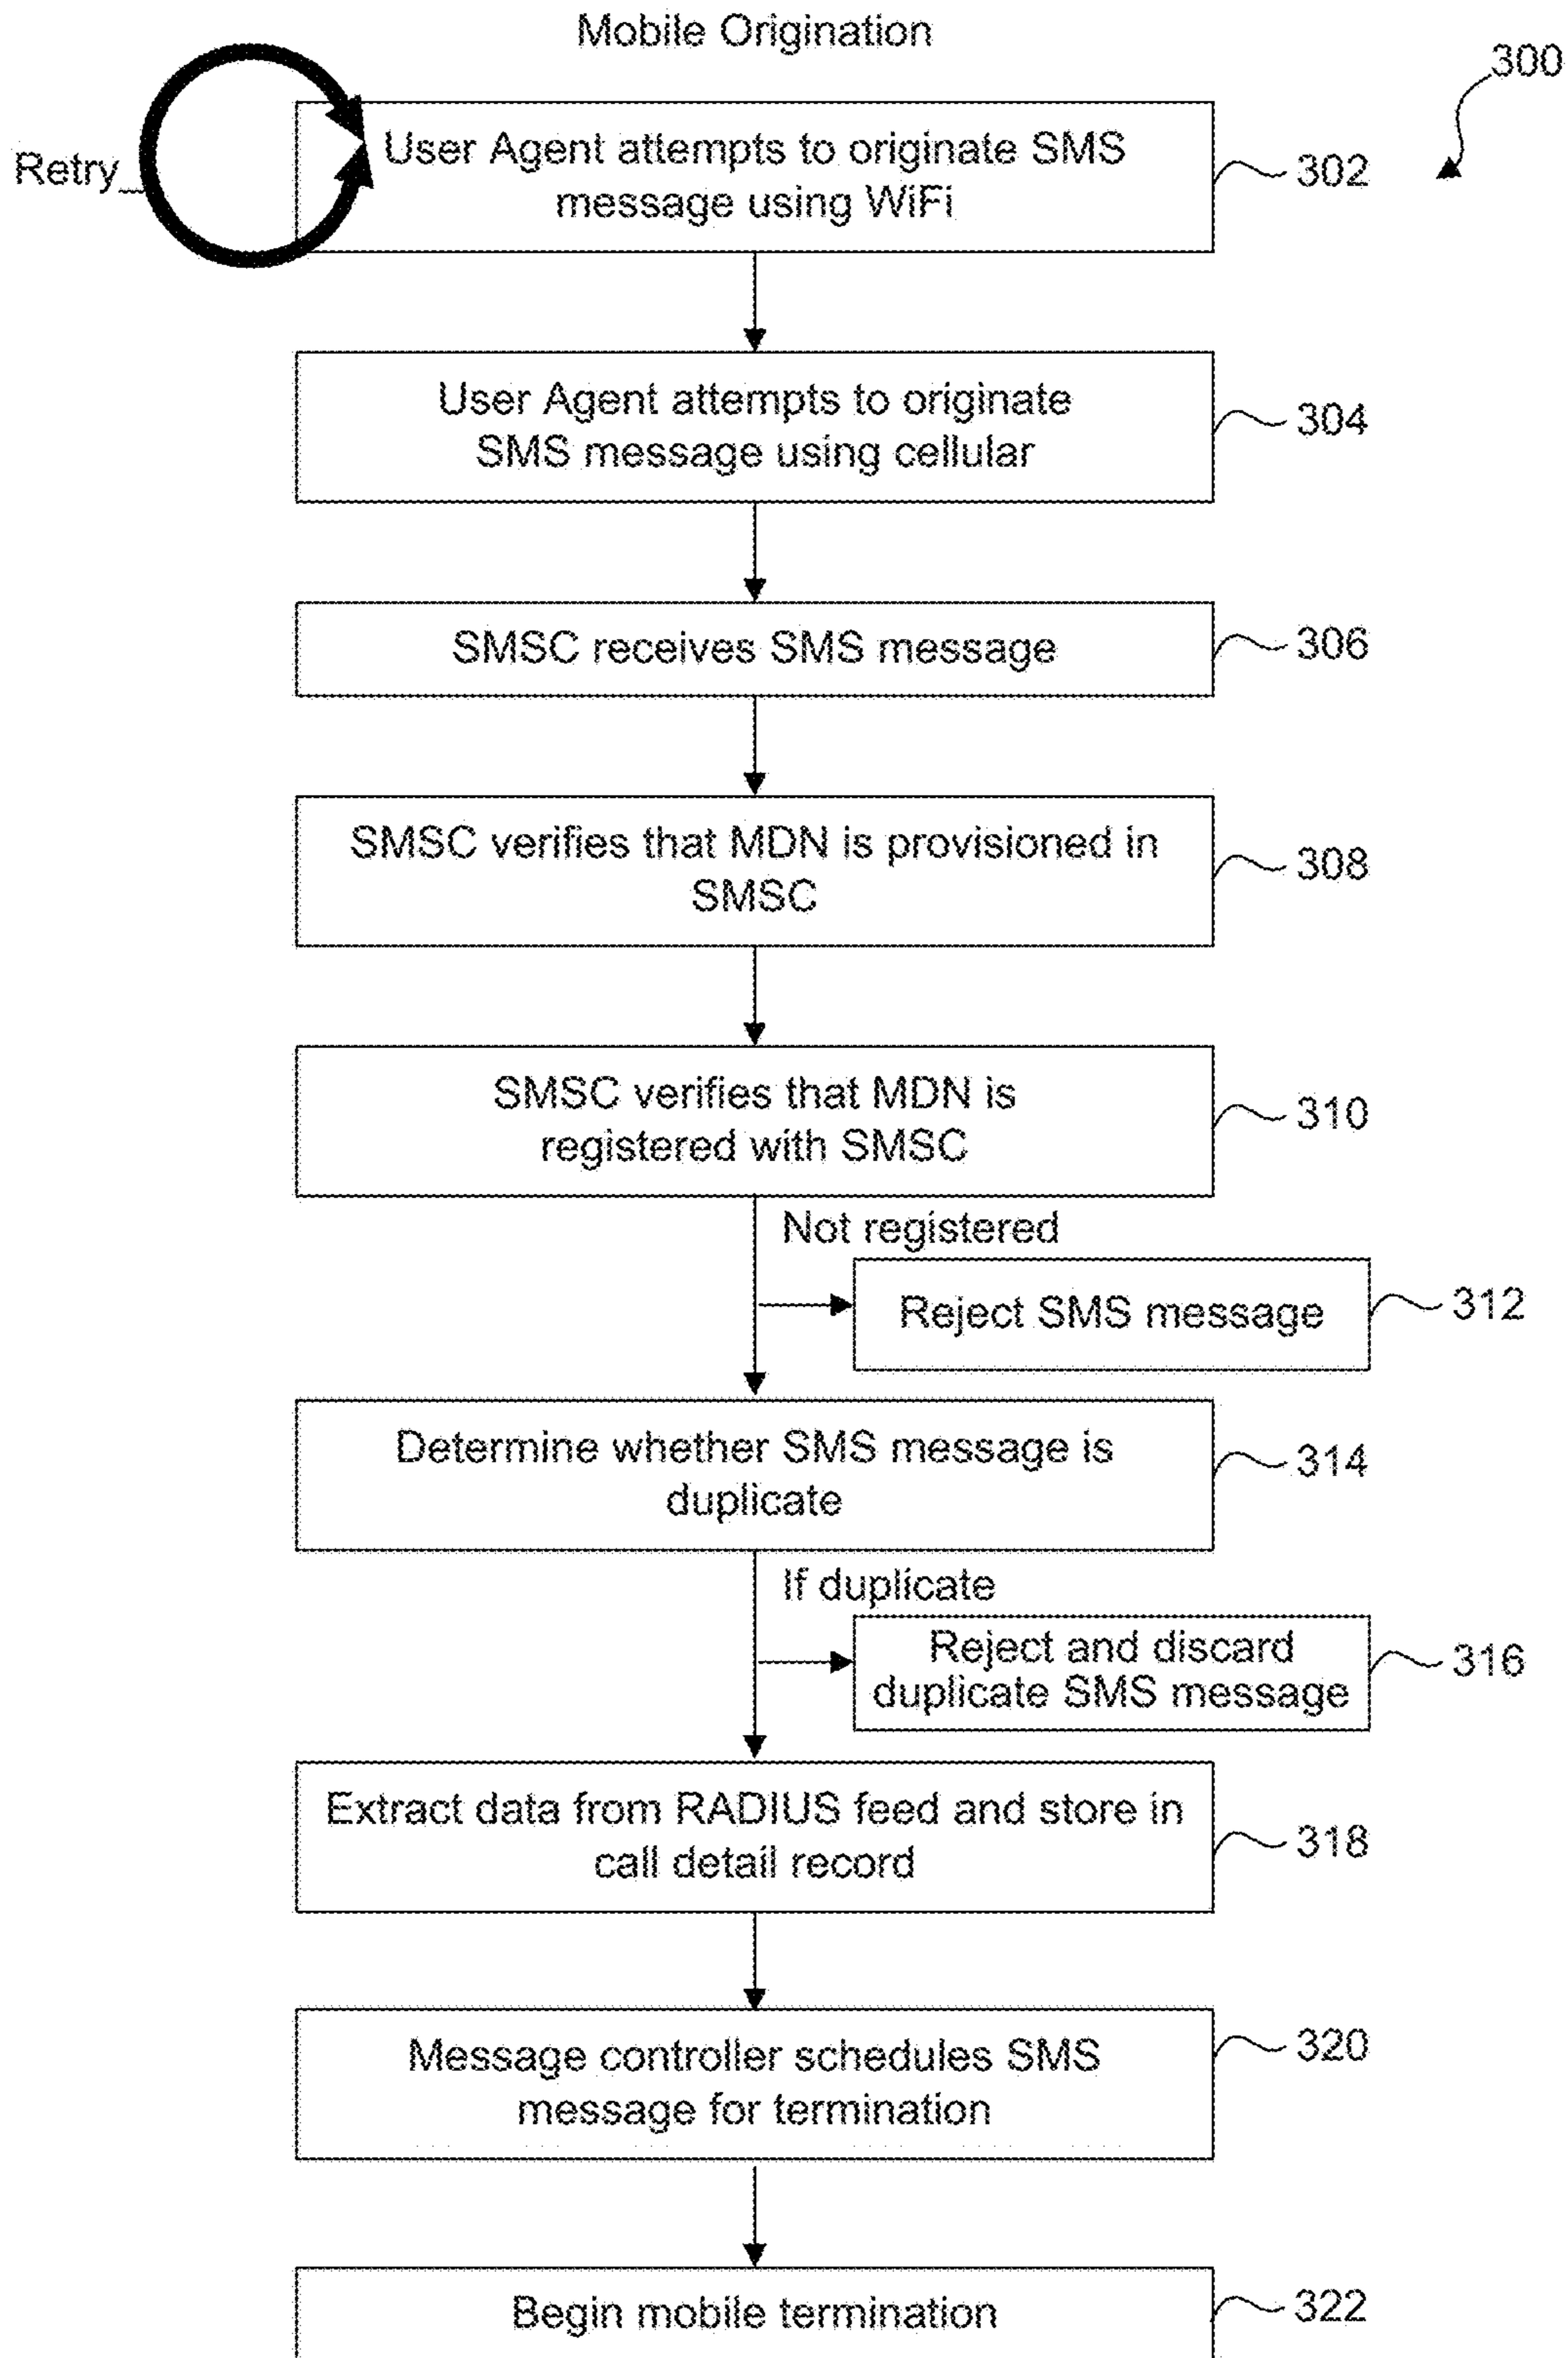 Mobile Origination
300
Retry
User Agent attempts to originate SMS
message using WiFi
302
User Agent attempts to originate
SMS message using cellular
304
SMSC receives SMS message
306
SMSC verifies that MDN is provisioned in
SMSC
308
SMSC verifies that MDN is
registered with SMSC
310
Not registered
Reject SMS message
312
Determine whether SMS message is
duplicate
314
If duplicate
Reject and discard
duplicate SMS message
316
Extract data from RADIUS feed and store in
call detail record
318
Message controller schedules SMS
message for termination
320
Begin mobile termination
322